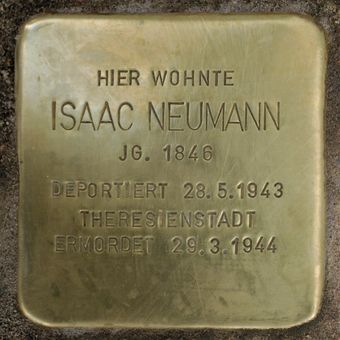 HIER WOHNTE
ISAAC NEUMANN
JG. 1846
DEPORTIERT 28.5.1943
THERESIENSTADT
ERMORDET 29.3.1944